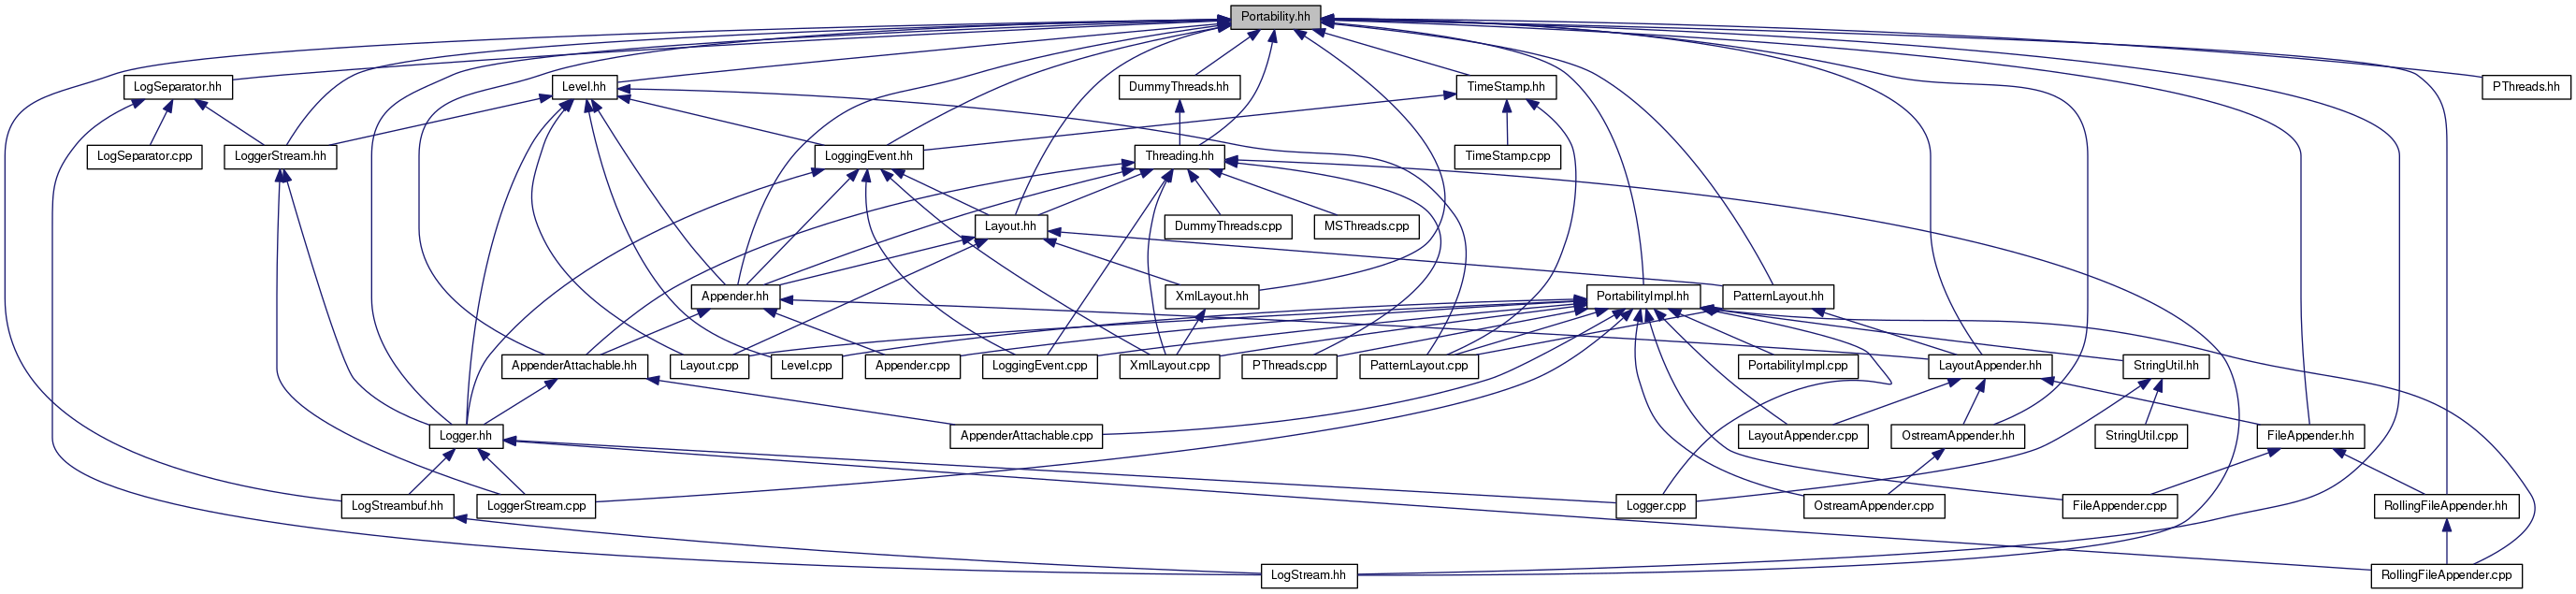 Portability.hh
LogSeparator.hh
Level.hh
DummyThreads.hh
TimeStamp.hh
PThreads.hh
LogSeparator.cpp
LoggerStream.hh
LoggingEvent.hh
Threading.hh
TimeStamp.cpp
Layout.hh
DummyThreads.cpp
MSThreads.cpp
Appender.hh
XmlLayout.hh
PortabilityImpl.hh
PatternLayout.hh
AppenderAttachable.hh
Layout.cpp
Level.cpp
Appender.cpp
LoggingEvent.cpp
XmlLayout.cpp
PThreads.cpp
PatternLayout.cpp
PortabilityImpl.cpp
LayoutAppender.hh
StringUtil.hh
Logger.hh
AppenderAttachable.cpp
LayoutAppender.cpp
OstreamAppender.hh
StringUtil.cpp
FileAppender.hh
LogStreambuf.hh
LoggerStream.cpp
Logger.cpp
OstreamAppender.cpp
FileAppender.cpp
RollingFileAppender.hh
LogStream.hh
RollingFileAppender.cpp